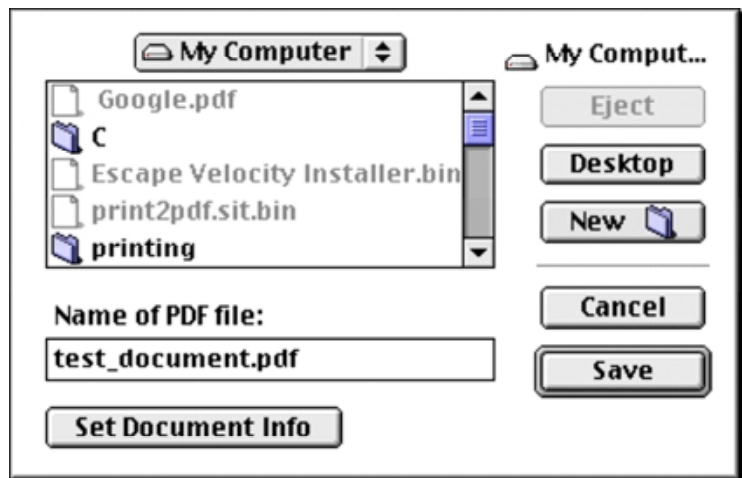 My Computer
My Comput...
Google.pdf
Eject
C
Escape Velocity Installer.bin
Desktop
print2pdf.sit.bin
New
printing
Name of PDF file:
Cancel
test_document.pdf
Save
Set Document Info